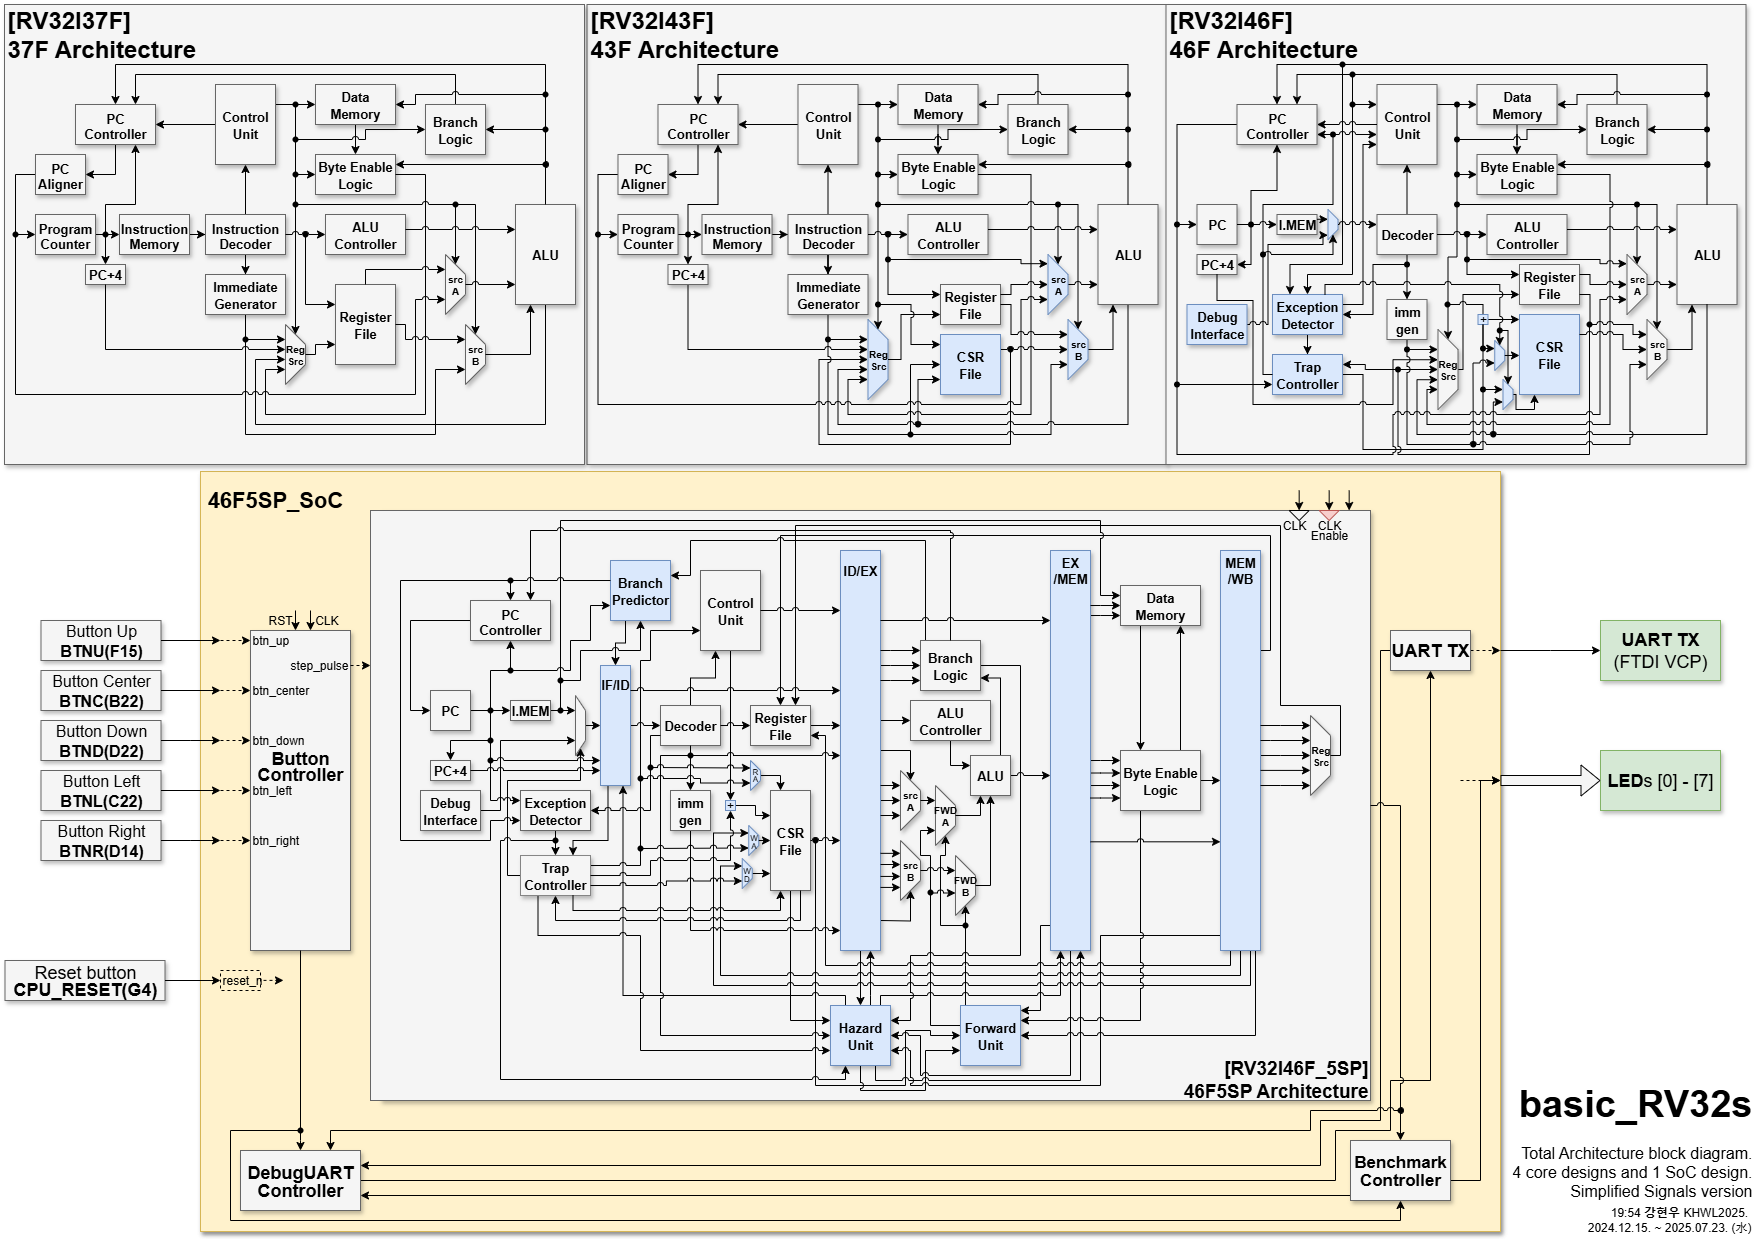 [RV32I37F]
37F Architecture
PC
Controller
Control
Unit
Data
Memory
Branch
Logic
PC
Aligner
Byte Enable
Logic
Program
Counter
Instruction
Memory
Instruction
Decoder
ALU
Controller
ALU
PC+4
Immediate
Generator
src
A
Register
File
Reg
Src
src
B
[RV32I43F]
43F Architecture
PC
Controller
Control
Unit
Data
Memory
Branch
Logic
PC
Aligner
Byte Enable
Logic
Program
Counter
Instruction
Memory
Instruction
Decoder
ALU
Controller
ALU
PC+4
Immediate
Generator
src
A
Register
File
Reg
Src
CSR
File
src
B
[RV32I46F]
46F Architecture
PC
Controller
Control
Unit
Data
Memory
Branch
Logic
Byte Enable
Logic
PC
I.MEM
Decoder
ALU
Controller
ALU
PC+4
Register
File
src
A
Debug
Interface
Exception
Detector
imm
gen
+
CSR
File
Reg
Src
src
B
Trap
Controller
46F5SP_SoC
CLK
CLK
Enable
Branch
Predictor
ID/EX
EX
/MEM
MEM
/WB
PC
Controller
Control
Unit
Data
Memory
Branch
Logic
IF/ID
PC
I.MEM
Decoder
Register
File
ALU
Controller
Reg
Src
PC+4
R
A
ALU
Byte Enable
Logic
Debug
Interface
Exception
Detector
imm
gen
+
src
A
FWD
A
CSR
File
W
A
W
D
Trap
Controller
src
B
FWD
B
Hazard
Unit
Forward
Unit
[RV32I46F_5SP]
46F5SP Architecture
Button Up
BTNU(F15)
Button Center
BTNC(B22)
Button Down
BTND(D22)
Button Left
BTNL(C22)
Button Right
BTNR(D14)
Reset button
CPU_RESET(G4)
RST
CLK
btn_up
step_pulse
btn_center
btn_down
Button
Controller
btn_left
btn_right
reset_n
UART TX
UART TX
(FTDI VCP)
LEDs [0] - [7]
DebugUART
Controller
Benchmark
Controller
basic_RV32s
Total Architecture block diagram.
4 core designs and 1 SoC design.
Simplified Signals version
19:54 강현우 KHWL2025.
2024.12.15. ~ 2025.07.23. (水)